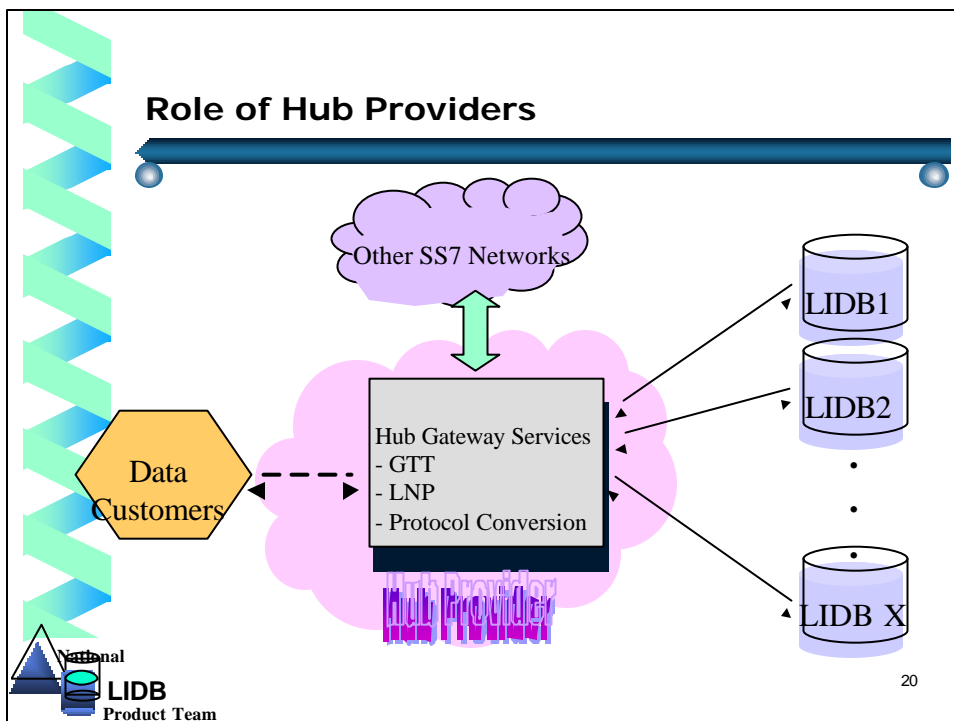 Role of Hub Providers
Other SS7 Networks
LIDB1
LIDB2
Hub Gateway Services
- GTT
- LNP
- Protocol Conversion
Data
Customers
Hub Provider
LIDB X
National
LIDB
Product Team
20